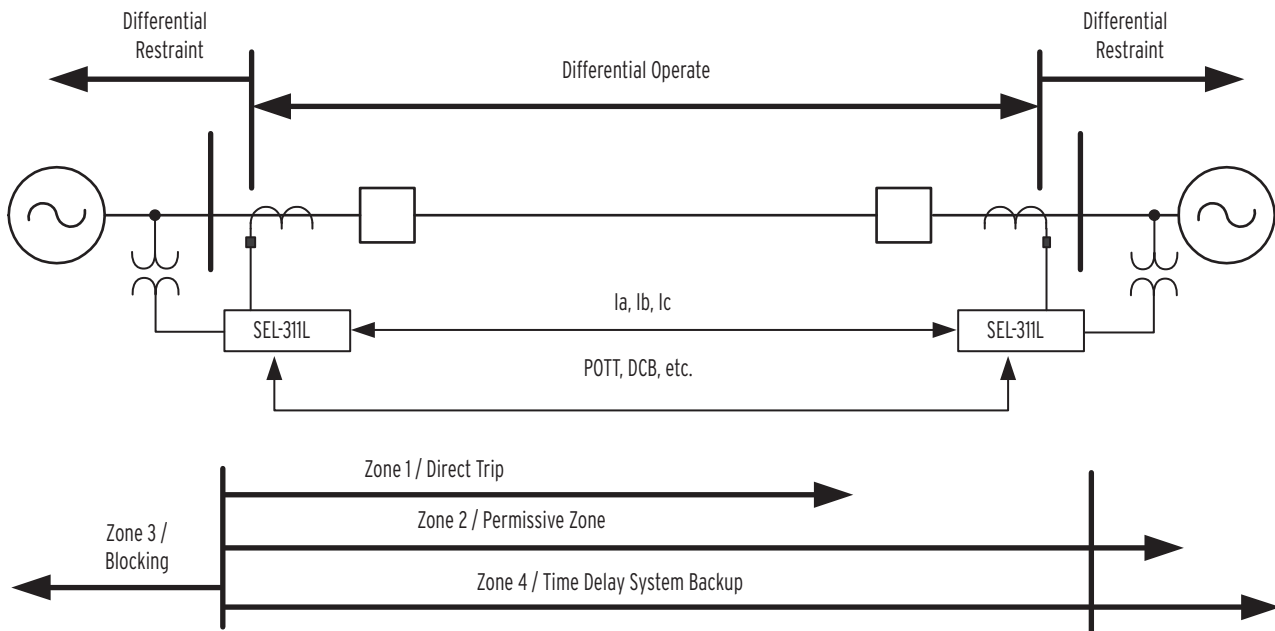 Differential
Restraint
Differential Operate
Differential
Restraint
SEL-311L
Ia, Ib, Ic
SEL-311L
POTT, DCB, etc.
Zone 1 / Direct Trip
Zone 2 / Permissive Zone
Zone 3 /
Blocking
Zone 4 / Time Delay System Backup